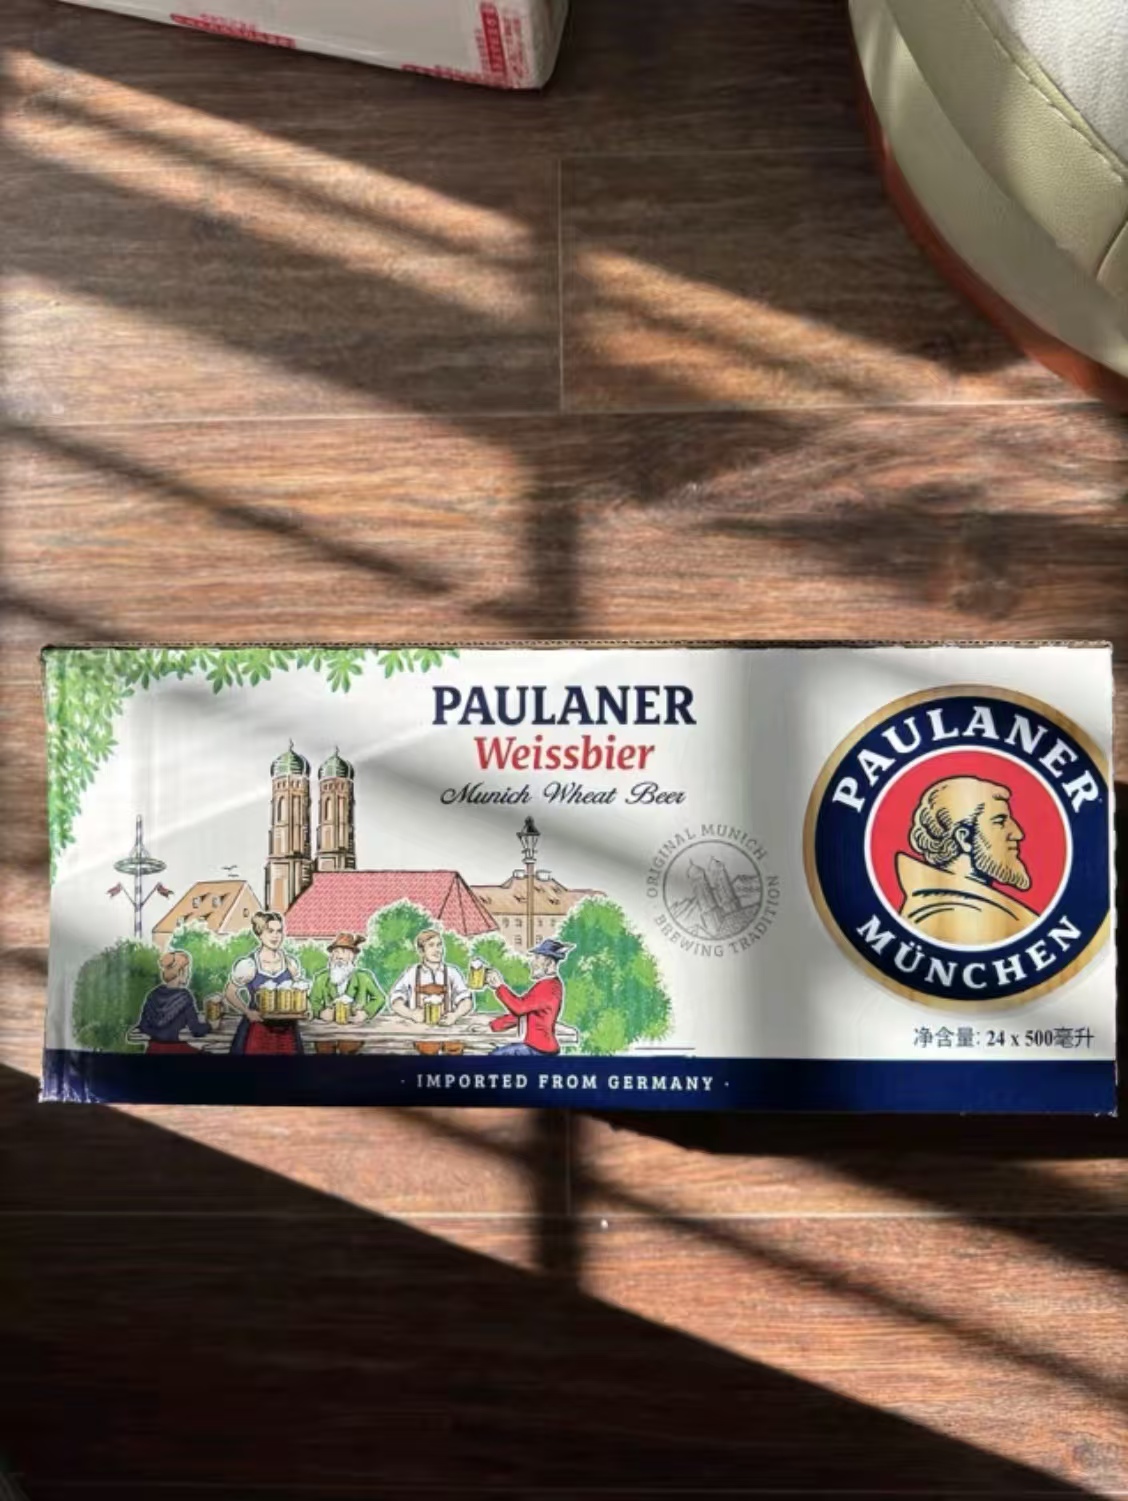 PAULANER
Weissbier
Munich Wheat Beer
ORIGINAL MUNICH
BREWING TRADITION
PAULANER
MÜNCHEN
净含量: 24 x 500毫升
· IMPORTED FROM GERMANY ·